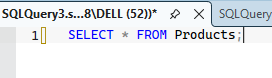 SQLQuery3.s...8\DELL (52))*
SQLQuery
1 SELECT * FROM Products;